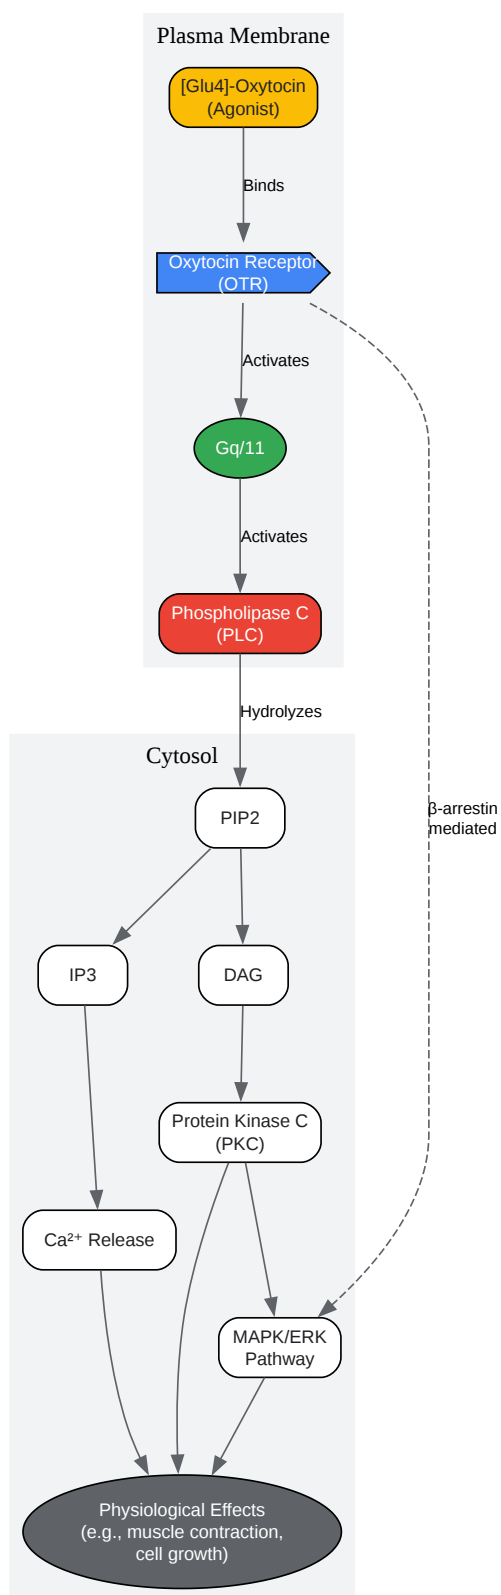 Plasma Membrane
[Glu4]-Oxytocin
(Agonist)
Binds
Oxytocin Receptor
(OTR)
Activates
Gq/11
Activates
Phospholipase C
(PLC)
Hydrolyzes
Cytosol
PIP2
β-arrestin
mediated
IP3
DAG
Protein Kinase C
(PKC)
Ca²⁺ Release
MAPK/ERK
Pathway
Physiological Effects
(e.g., muscle contraction,
cell growth)